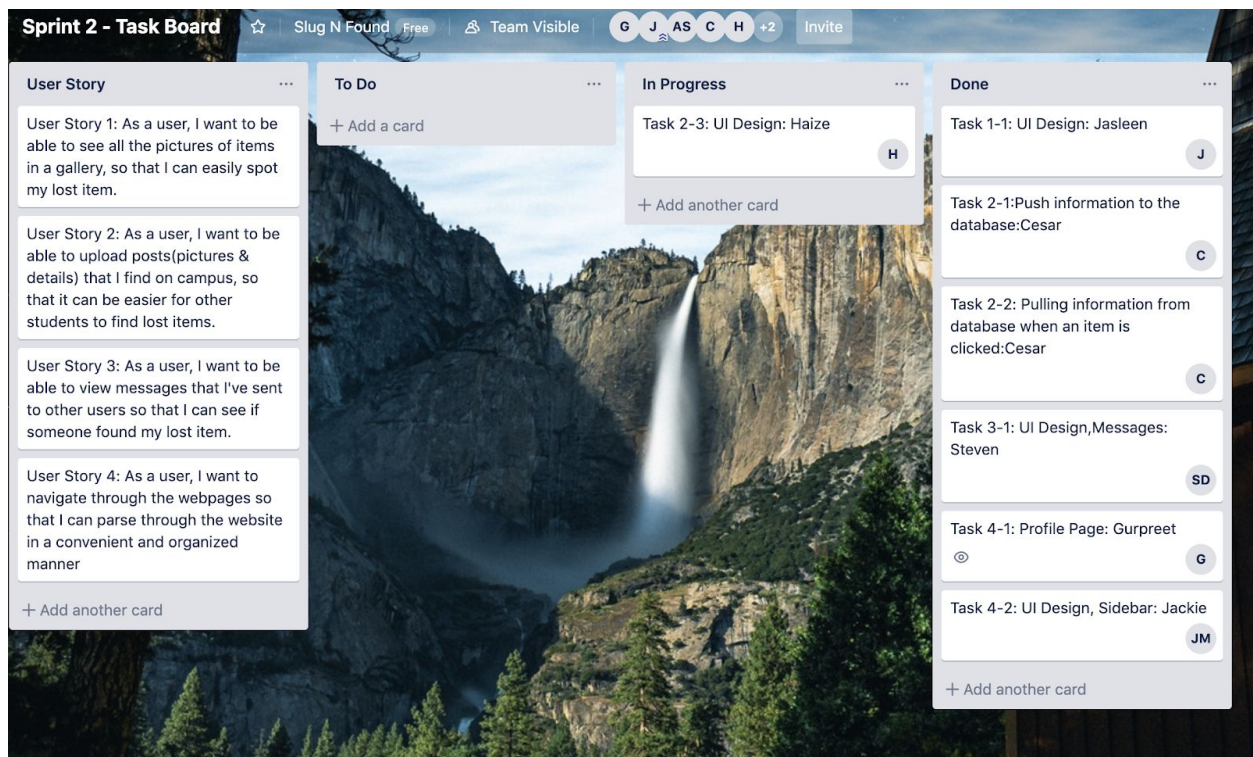 Sprint 2 - Task Board
Slug N Found Free
Team Visible
G J AS C H +2
Invite
User Story
User Story 1: As a user, I want to be
able to see all the pictures of items
in a gallery, so that I can easily spot
my lost item.
User Story 2: As a user, I want to be
able to upload posts(pictures &
details) that I find on campus, so
that it can be easier for other
students to find lost items.
User Story 3: As a user, I want to be
able to view messages that I've sent
to other users so that I can see if
someone found my lost item.
User Story 4: As a user, I want to
navigate through the webpages so
that I can parse through the website
in a convenient and organized
manner
+ Add another card
To Do
+ Add a card
In Progress
Task 2-3: UI Design: Haize
H
+ Add another card
Done
Task 1-1: UI Design: Jasleen
J
Task 2-1:Push information to the
database:Cesar
C
Task 2-2: Pulling information from
database when an item is
clicked:Cesar
C
Task 3-1: UI Design,Messages:
Steven
SD
Task 4-1: Profile Page: Gurpreet
G
Task 4-2: UI Design, Sidebar: Jackie
JM
+ Add another card